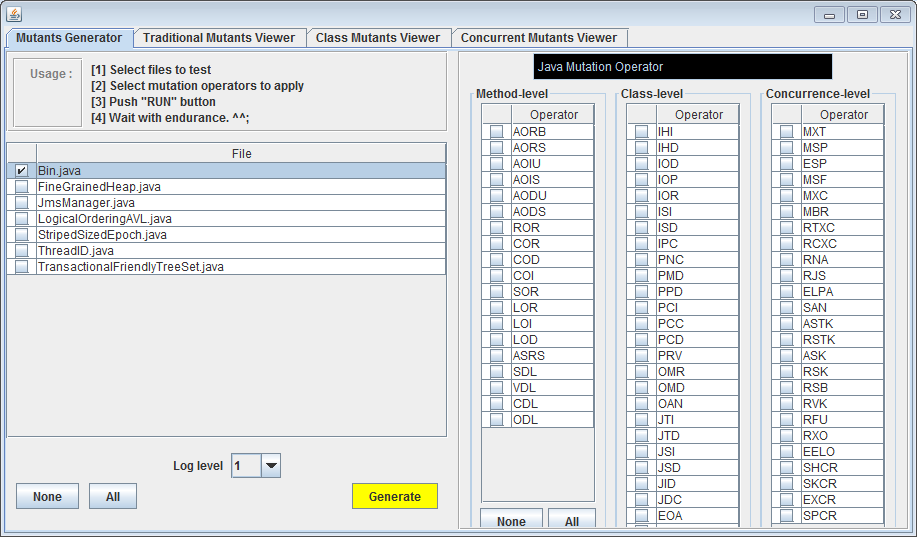 Mutants Generator
Traditional Mutants Viewer
Class Mutants Viewer
Concurrent Mutants Viewer
Usage :
[1] Select files to test
[2] Select mutation operators to apply
[3] Push "RUN" button
[4] Wait with endurance. ^^;
File
Bin.java
FineGrainedHeap.java
JmsManager.java
LogicalOrderingAVL.java
StripedSizedEpoch.java
ThreadID.java
TransactionalFriendlyTreeSet.java
Log level 1
None All Generate
Java Mutation Operator
Method-level
Operator
AORB
AORS
AOIU
AOIS
AODU
AODS
ROR
COR
COD
COI
SOR
LOR
LOI
LOD
ASRS
SDL
VDL
CDL
ODL
None All
Class-level
Operator
IHI
IHD
IOD
IOP
IOR
ISI
ISD
IPC
PNC
PMD
PPD
PCI
PCC
PCD
PRV
OMR
OMD
OAN
JTI
JTD
JSI
JSD
JID
JDC
EOA
Concurrence-level
Operator
MXT
MSP
ESP
MSF
MXC
MBR
RTXC
RCXC
RNA
RJS
ELPA
SAN
ASTK
RSTK
ASK
RSK
RSB
RVK
RFU
RXO
EELO
SHCR
SKCR
EXCR
SPCR